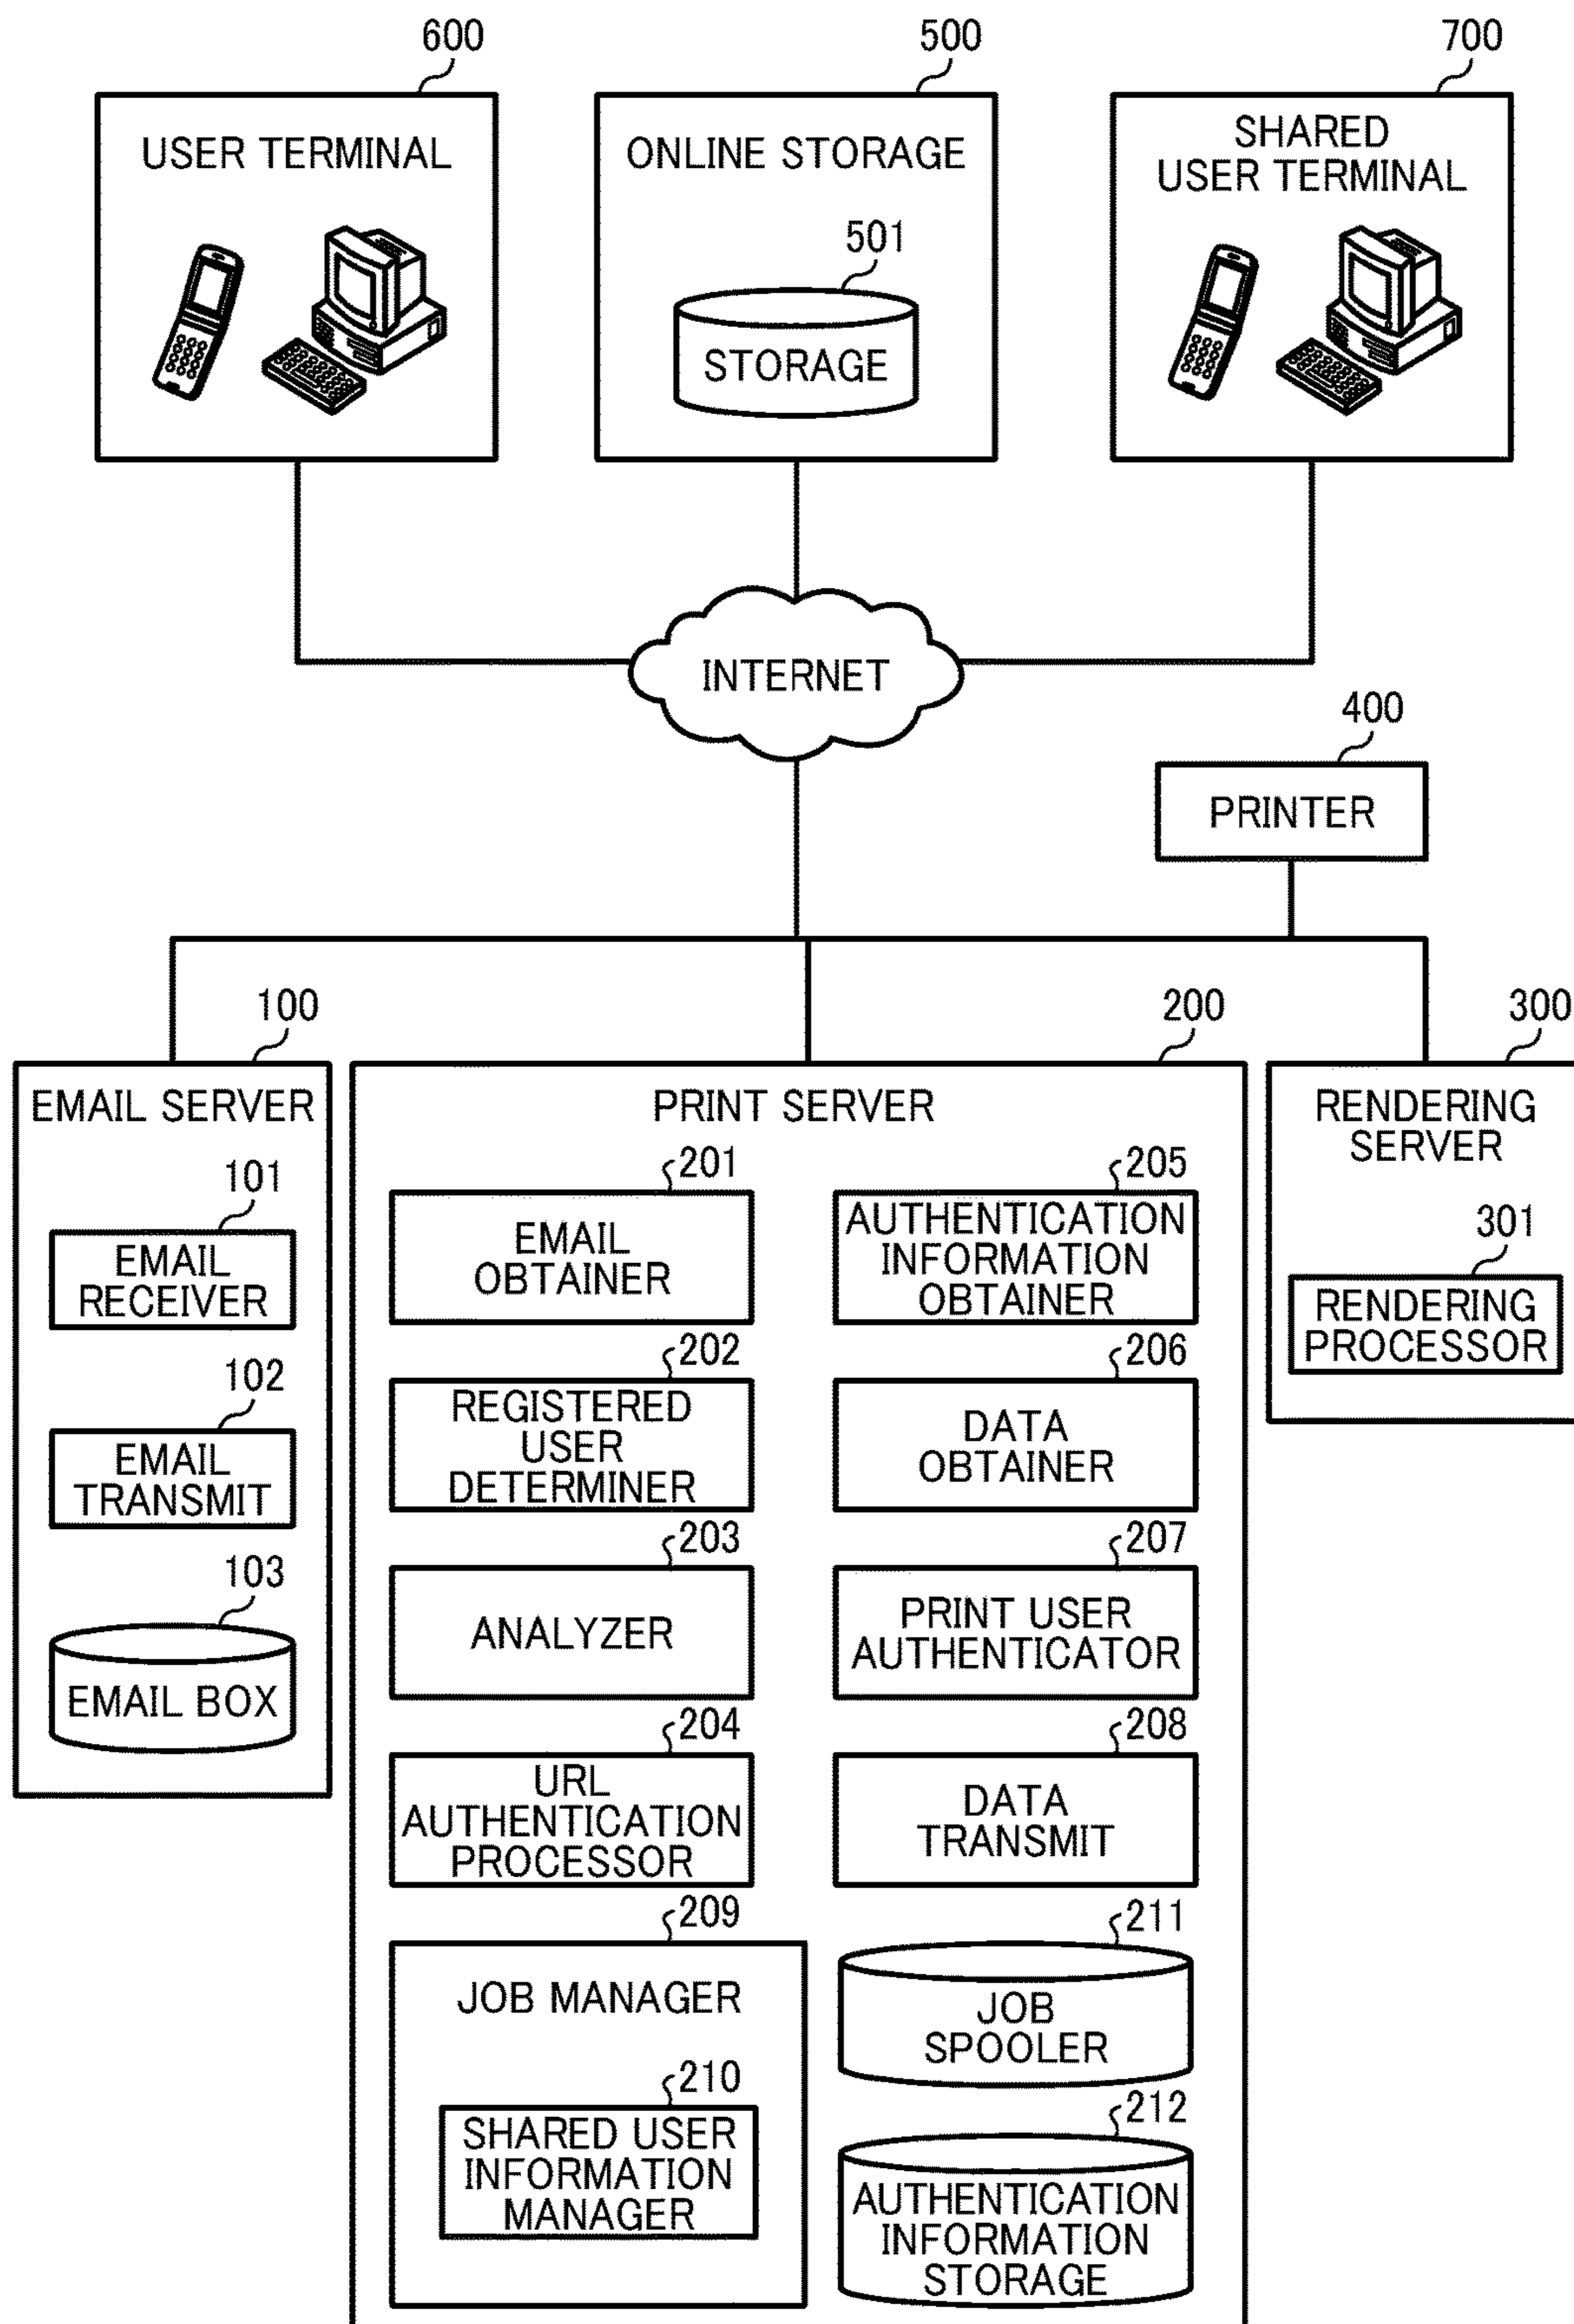 600
500
700
USER TERMINAL
ONLINE STORAGE
SHARED
USER TERMINAL
501
STORAGE
INTERNET
400
PRINTER
100
200
300
EMAIL SERVER
PRINT SERVER
RENDERING
SERVER
101
EMAIL
RECEIVER
102
EMAIL
TRANSMIT
103
EMAIL BOX
201
EMAIL
OBTAINER
205
AUTHENTICATION
INFORMATION
OBTAINER
202
REGISTERED
USER
DETERMINER
206
DATA
OBTAINER
203
ANALYZER
207
PRINT USER
AUTHENTICATOR
204
URL
AUTHENTICATION
PROCESSOR
208
DATA
TRANSMIT
209
JOB MANAGER
210
SHARED USER
INFORMATION
MANAGER
211
JOB
SPOOLER
212
AUTHENTICATION
INFORMATION
STORAGE
301
RENDERING
PROCESSOR